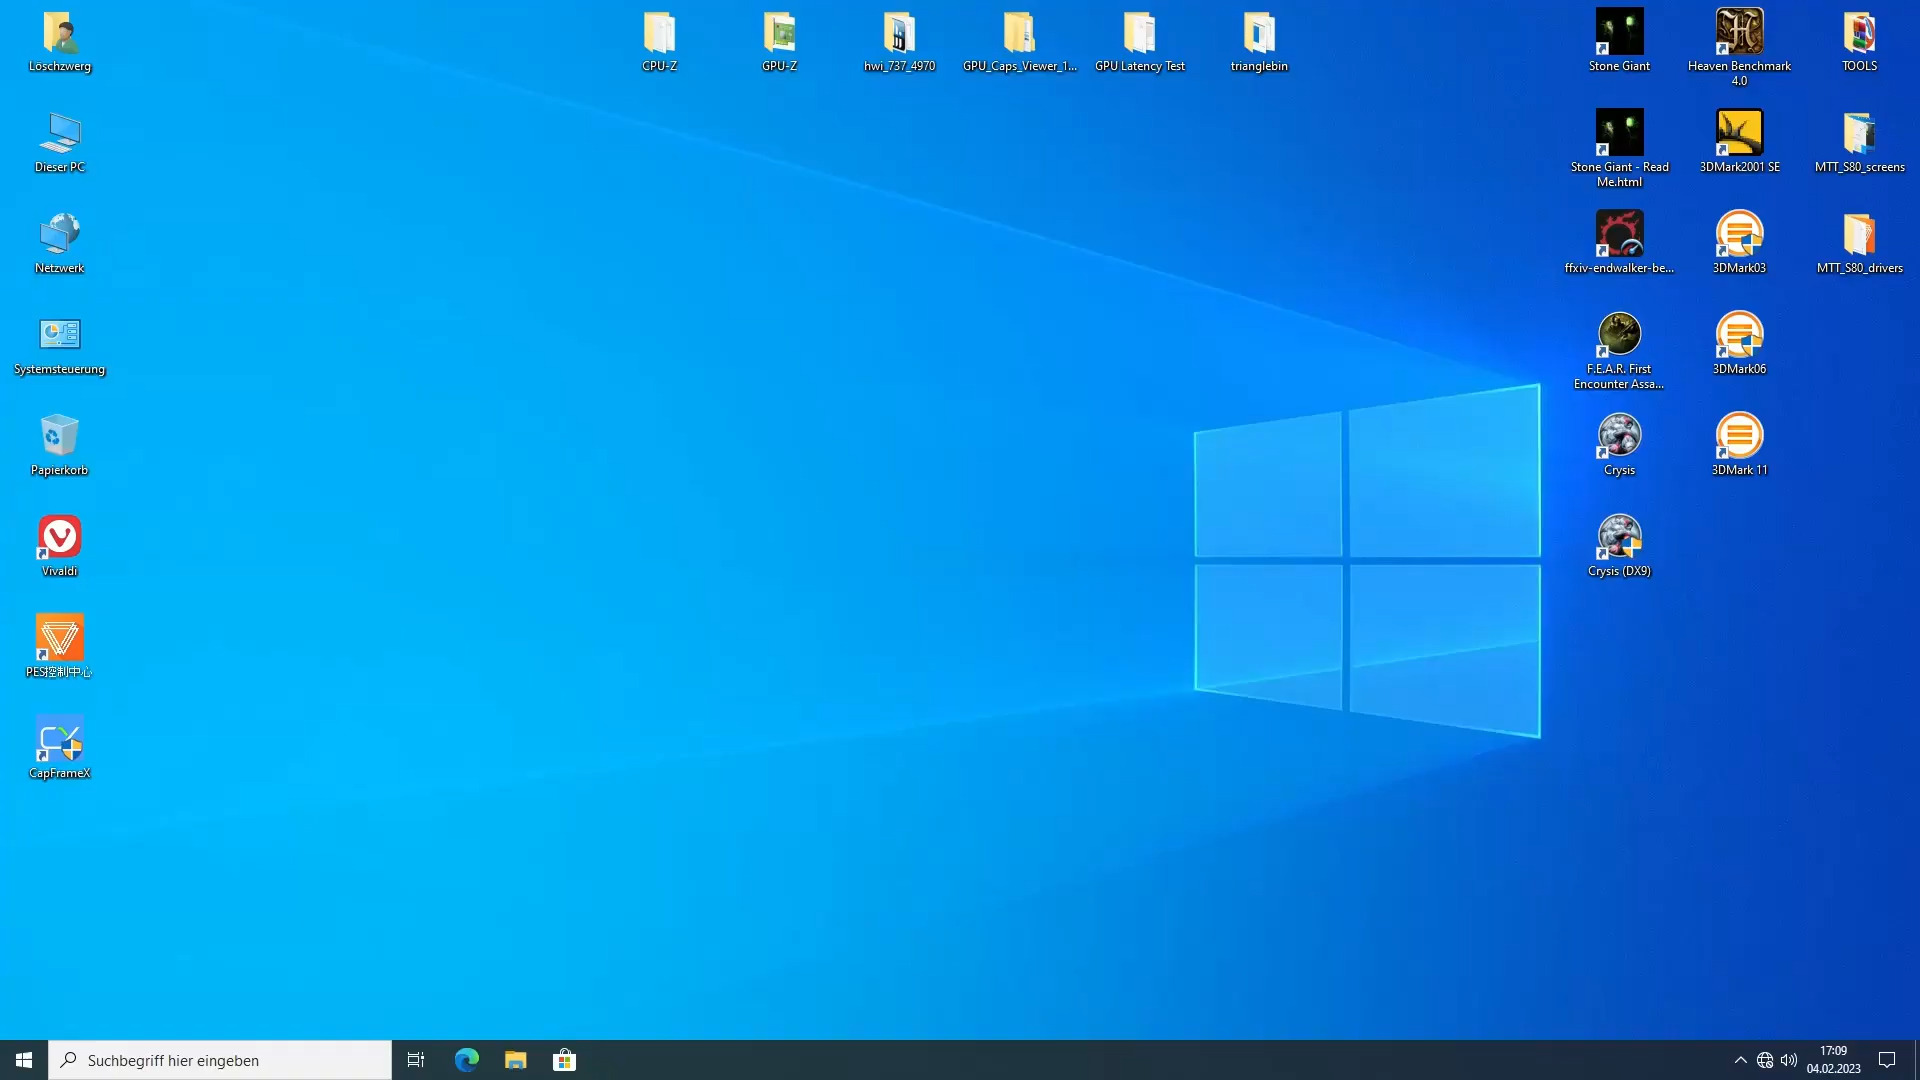 Löschzwerg
Dieser PC
Netzwerk
Systemsteuerung
Papierkorb
Vivaldi
PES控制中心
CapFrameX
CPU-Z
GPU-Z
hwi_737_4970
GPU_Caps_Viewer_1...
GPU Latency Test
trianglebin
Stone Giant
Stone Giant - Read
Me.html
ffxiv-endwalker-be...
F.E.A.R. First
Encounter Assa...
Crysis
Crysis (DX9)
Heaven Benchmark
4.0
3DMark2001 SE
3DMark03
3DMark06
3DMark 11
TOOLS
MTT_S80_screens
MTT_S80_drivers
Suchbegriff hier eingeben
17:09
04.02.2023